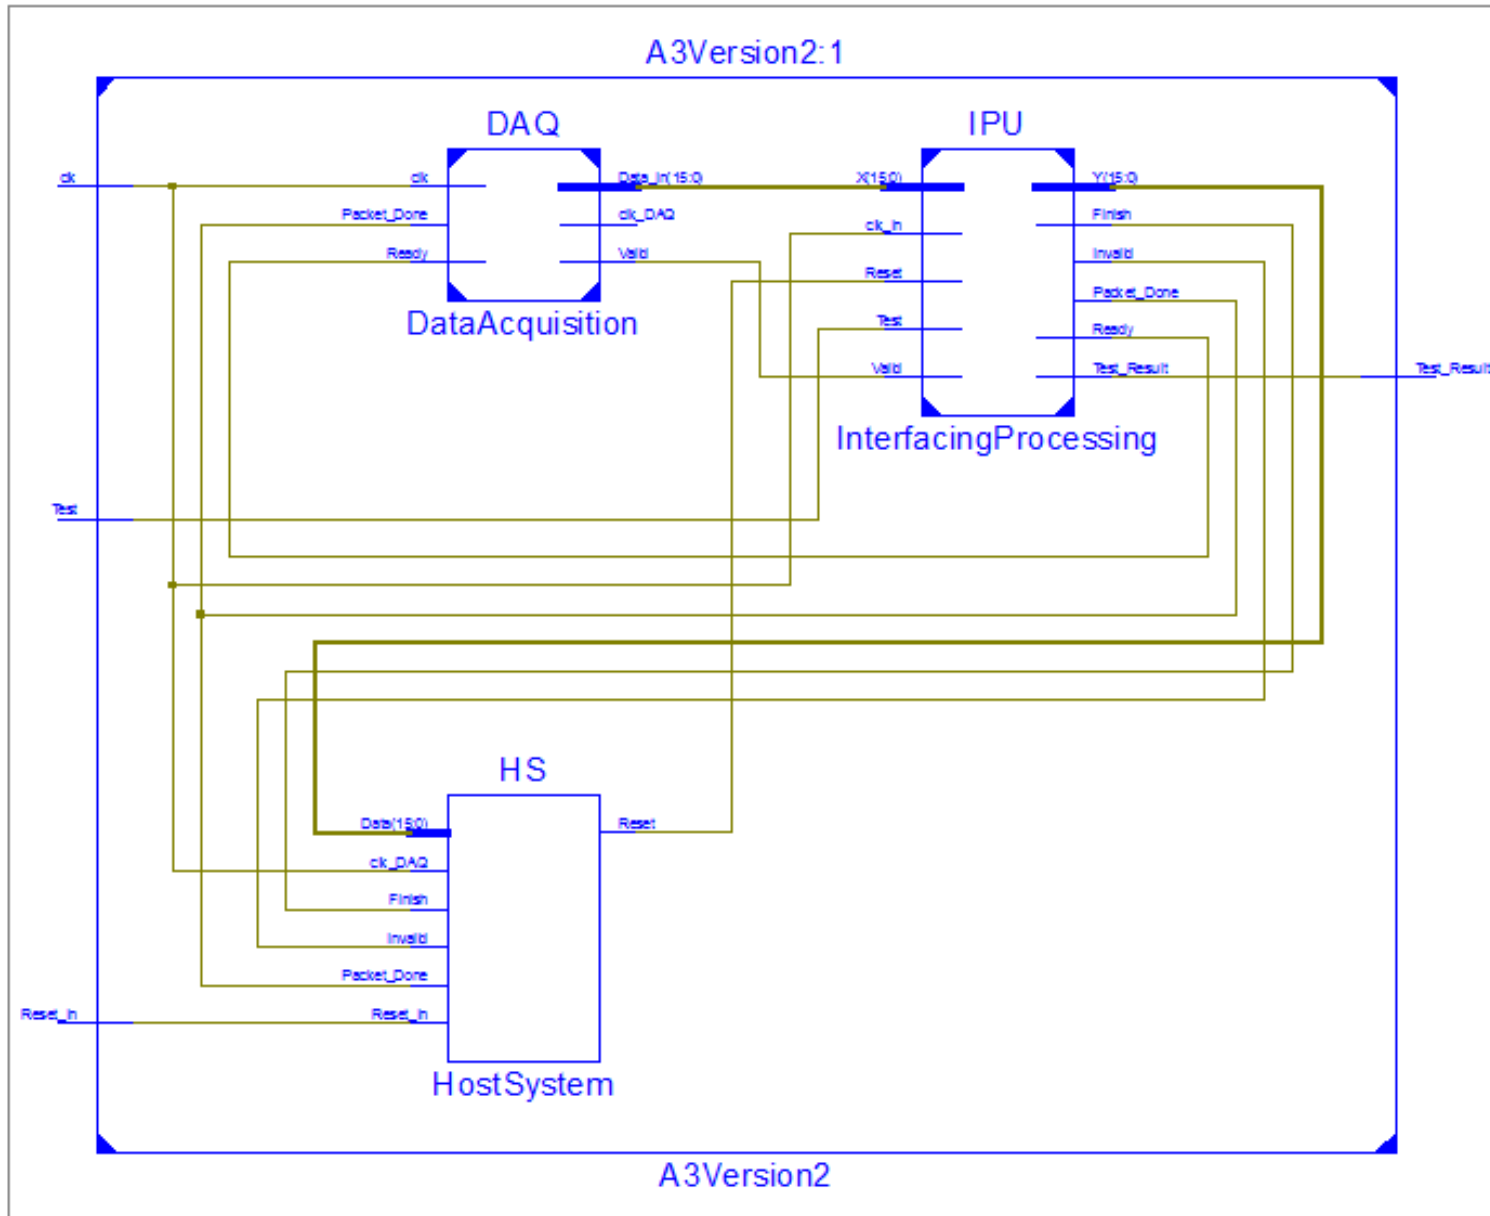 A3Version2:1
DAQ
IPU
clk
clk
Data_In(15:0)
X(15:0)
Y(15:0)
Packet_Done
clk_DAQ
clk_In
Finish
Ready
Valid
Invalid
Reset
Packet_Done
DataAcquisition
Test
Ready
Valid
Test_Result
Test_Result
InterfacingProcessing
Test
HS
Data(15:0)
Reset
clk_DAQ
Finish
Invalid
Packet_Done
Reset_In
Reset_In
HostSystem
A3Version2